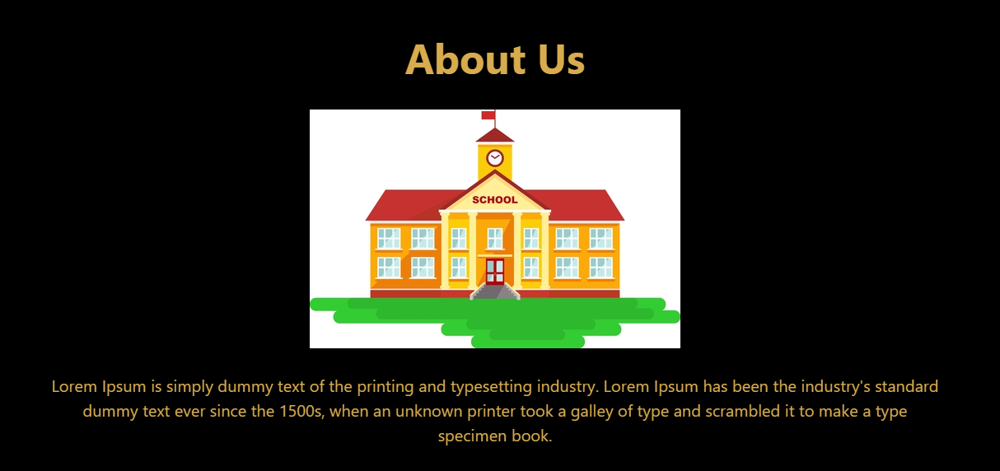 About Us
SCHOOL
Lorem Ipsum is simply dummy text of the printing and typesetting industry. Lorem Ipsum has been the industry's standard
dummy text ever since the 1500s, when an unknown printer took a galley of type and scrambled it to make a type
specimen book.